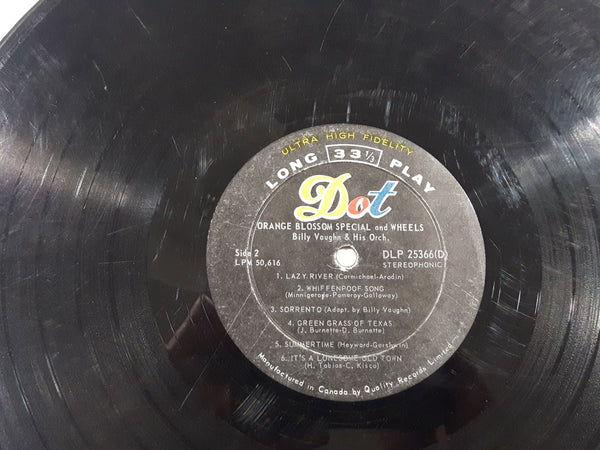 ULTRA HIGH FIDELITY
LONG 33 1/3 PLAY
Dot
ORANGE BLOSSOM SPECIAL and WHEELS
Billy Vaughn & His Orch.
Side 2
LPM 50,616
DLP 25366(D)
STEREOPHONIC
1. LAZY RIVER (Carmichael-Arodin)
2. WHIFFENPOOF SONG
(Minnigerode-Pomeroy-Galloway)
3. SORRENTO (Adapt. by Billy Vaughn)
4. GREEN GRASS OF TEXAS
(J. Burnette-D. Burnette)
5. SUMMERTIME (Heyward-Gershwin)
6. IT'S A LONESOME OLD TOWN
(H. Tobias-C. Kisco)
Manufactured in Canada by Quality Records Limited